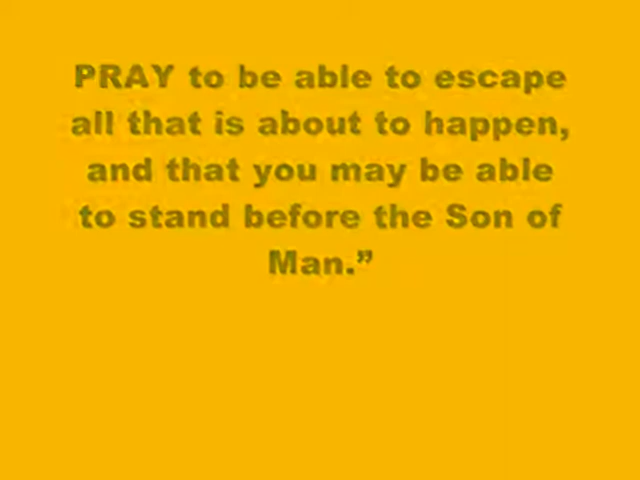 PRAY to be able to escape
all that is about to happen,
and that you may be able
to stand before the Son of
Man.”